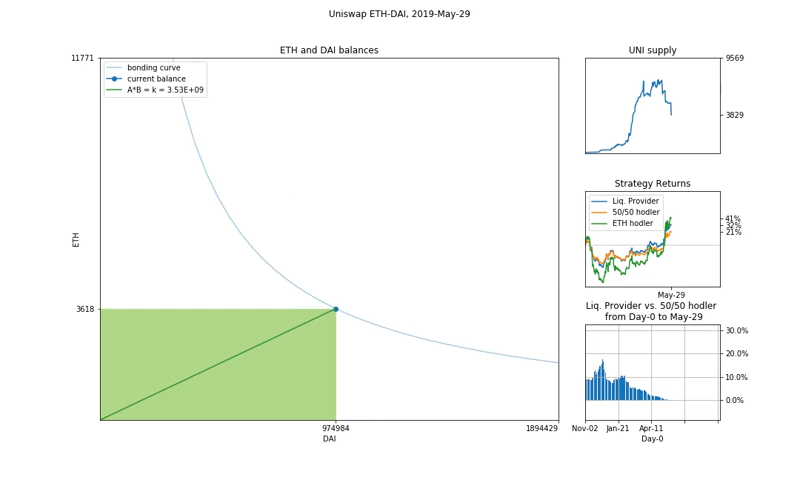 Uniswap ETH-DAI, 2019-May-29
ETH and DAI balances
11771
bonding curve
current balance
A*B = k = 3.53E+09
ETH
3618
974984
1894429
DAI
UNI supply
9569
3829
Strategy Returns
Liq. Provider
50/50 hodler
ETH hodler
41%
32%
21%
May-29
Liq. Provider vs. 50/50 hodler
from Day-0 to May-29
30.0%
20.0%
10.0%
0.0%
Nov-02 Jan-21 Apr-11
Day-0